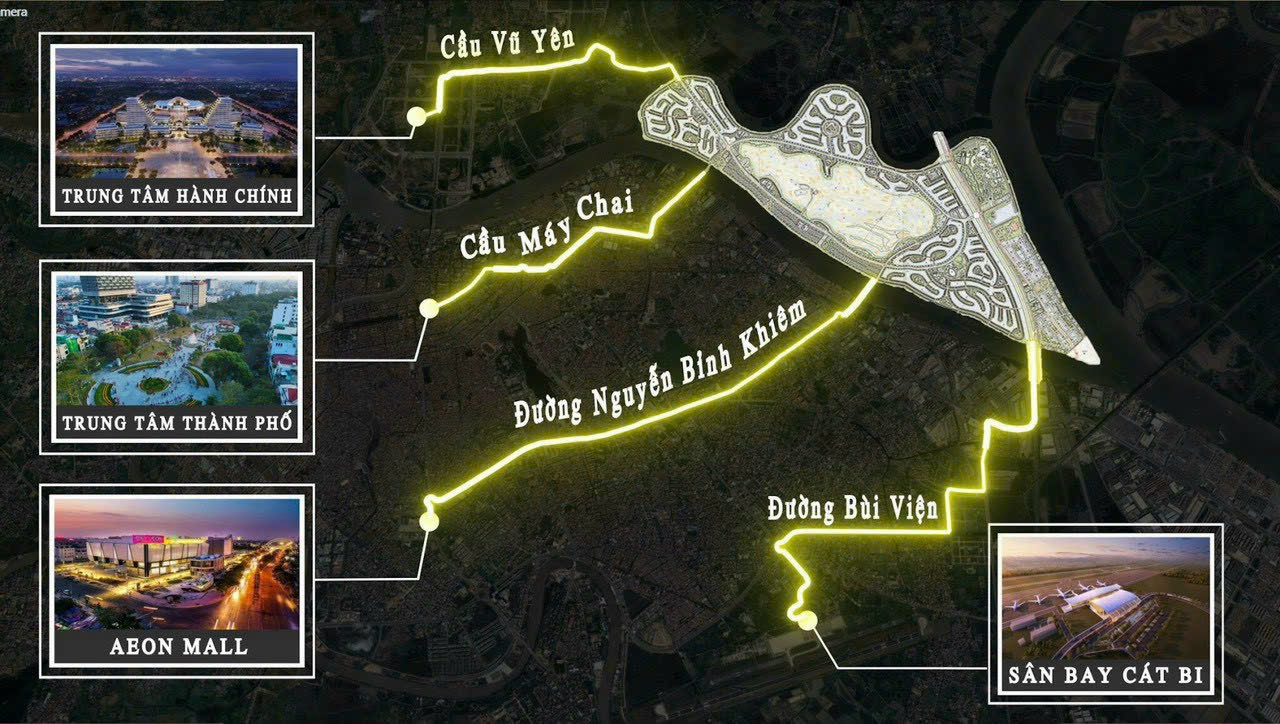 mera
Cầu Vũ Yên
TRUNG TÂM HÀNH CHÍNH
Cầu Máy Chai
TRUNG TÂM THÀNH PHỐ
Đường Nguyễn Bỉnh Khiêm
AEON MALL
Đường Bùi Viện
SÂN BAY CÁT BI